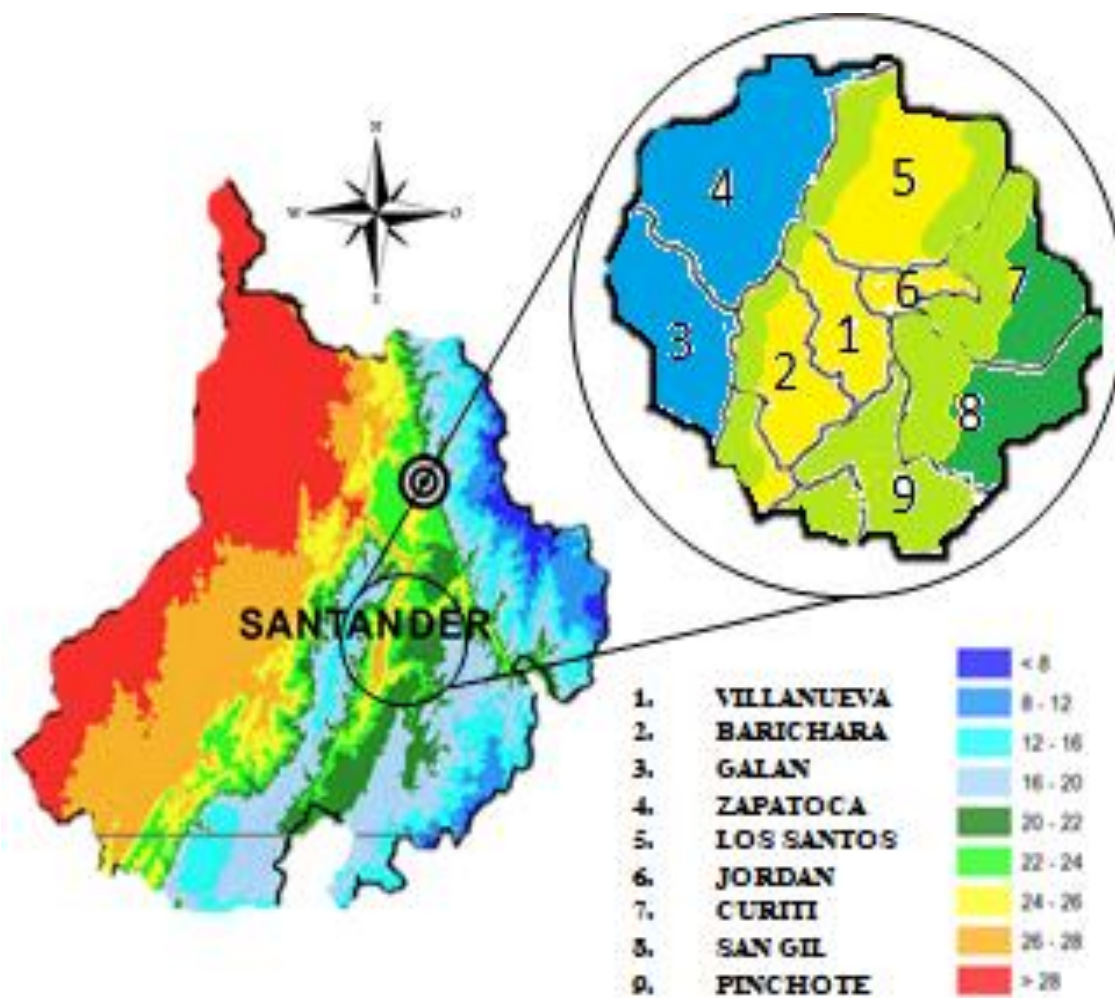 N
W
O
S
4
5
7
6
3
1
2
8
9
SANTANDER
1. VILLANUEVA
2. BARICHARA
3. GALAN
4. ZAPATOCA
5. LOS SANTOS
6. JORDAN
7. CURITI
8. SAN GIL
9. PINCHOTE
< 8
8 - 12
12 - 16
16 - 20
20 - 22
22 - 24
24 - 26
26 - 28
> 28